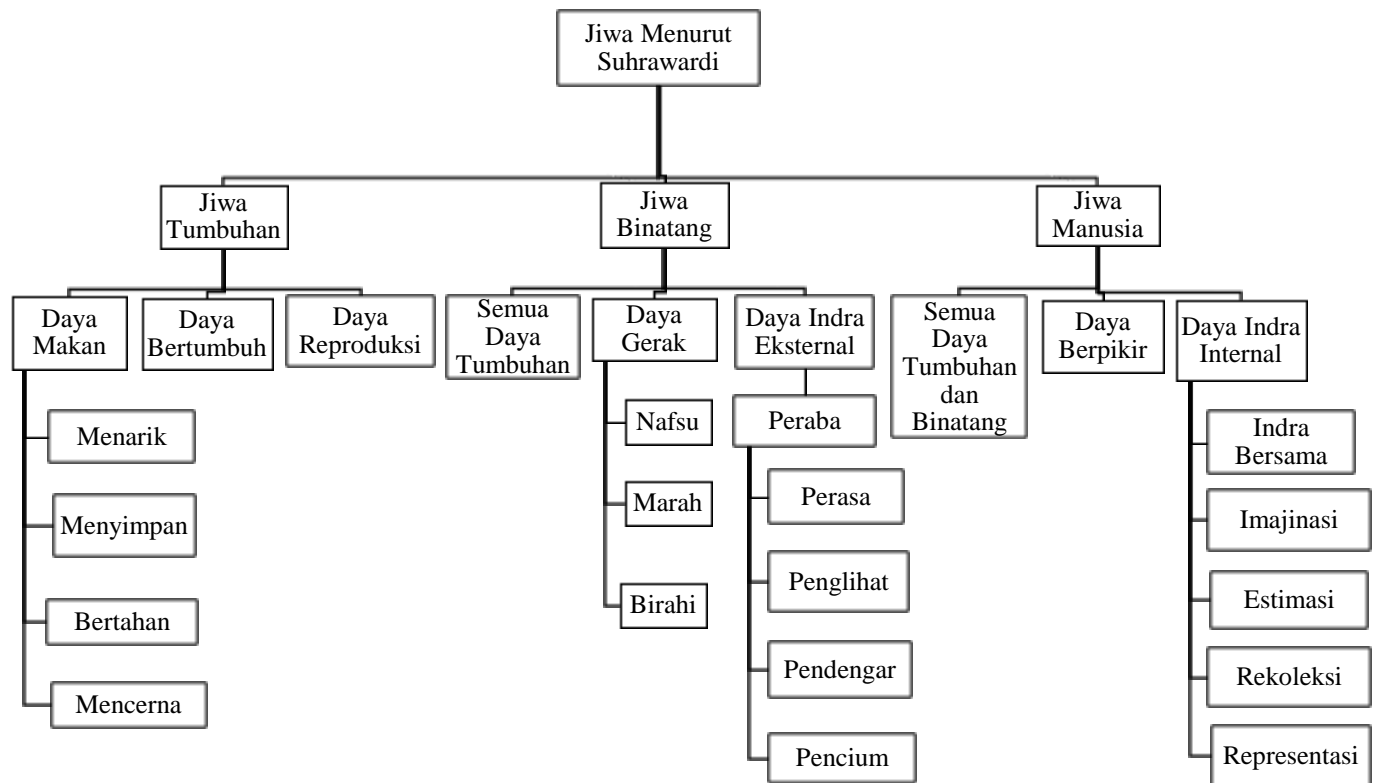 Jiwa Menurut
Suhrawardi
Jiwa
Tumbuhan
Jiwa
Binatang
Jiwa
Manusia
Daya
Makan
Daya
Bertumbuh
Daya
Reproduksi
Semua
Daya
Tumbuhan
Daya
Gerak
Daya Indra
Eksternal
Semua
Daya
Tumbuhan
dan
Binatang
Daya
Berpikir
Daya Indra
Internal
Menarik
Menyimpan
Bertahan
Mencerna
Nafsu
Marah
Birahi
Peraba
Perasa
Penglihat
Pendengar
Pencium
Indra
Bersama
Imajinasi
Estimasi
Rekoleksi
Representasi